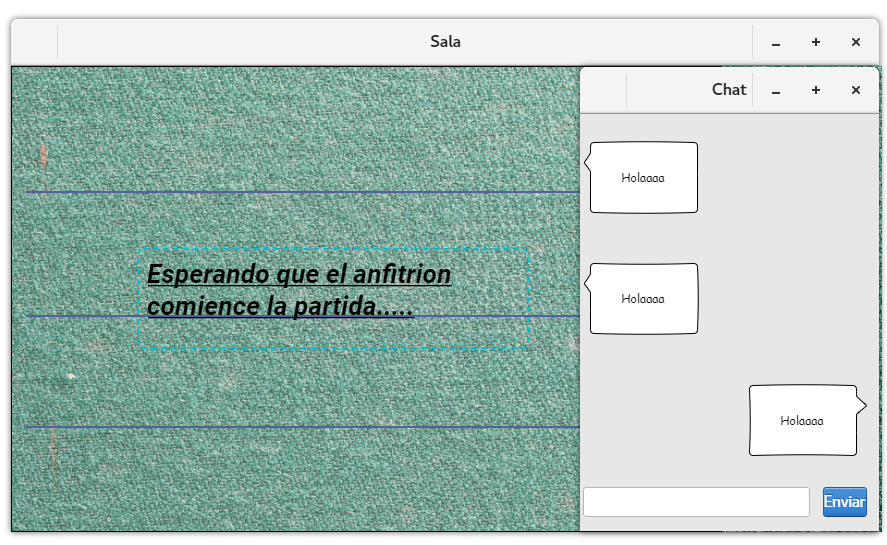 Sala
Chat
Holaaaa
Esperando que el anfitrion
comience la partida.....
Holaaaa
Holaaaa
Enviar